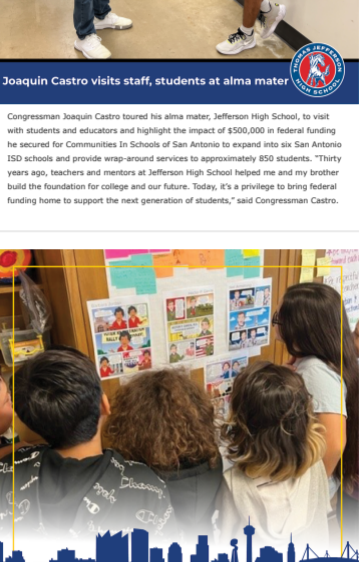 Joaquin Castro visits staff, students at alma mater
THOMAS JEFFERSON
HIGH SCHOOL
Congressman Joaquin Castro toured his alma mater, Jefferson High School, to visit
with students and educators and highlight the impact of $500,000 in federal funding
he secured for Communities In Schools of San Antonio to expand into six San Antonio
ISD schools and provide wrap-around services to approximately 850 students. “Thirty
years ago, teachers and mentors at Jefferson High School helped me and my brother
build the foundation for college and our future. Today, it’s a privilege to bring federal
funding home to support the next generation of students,” said Congressman Castro.